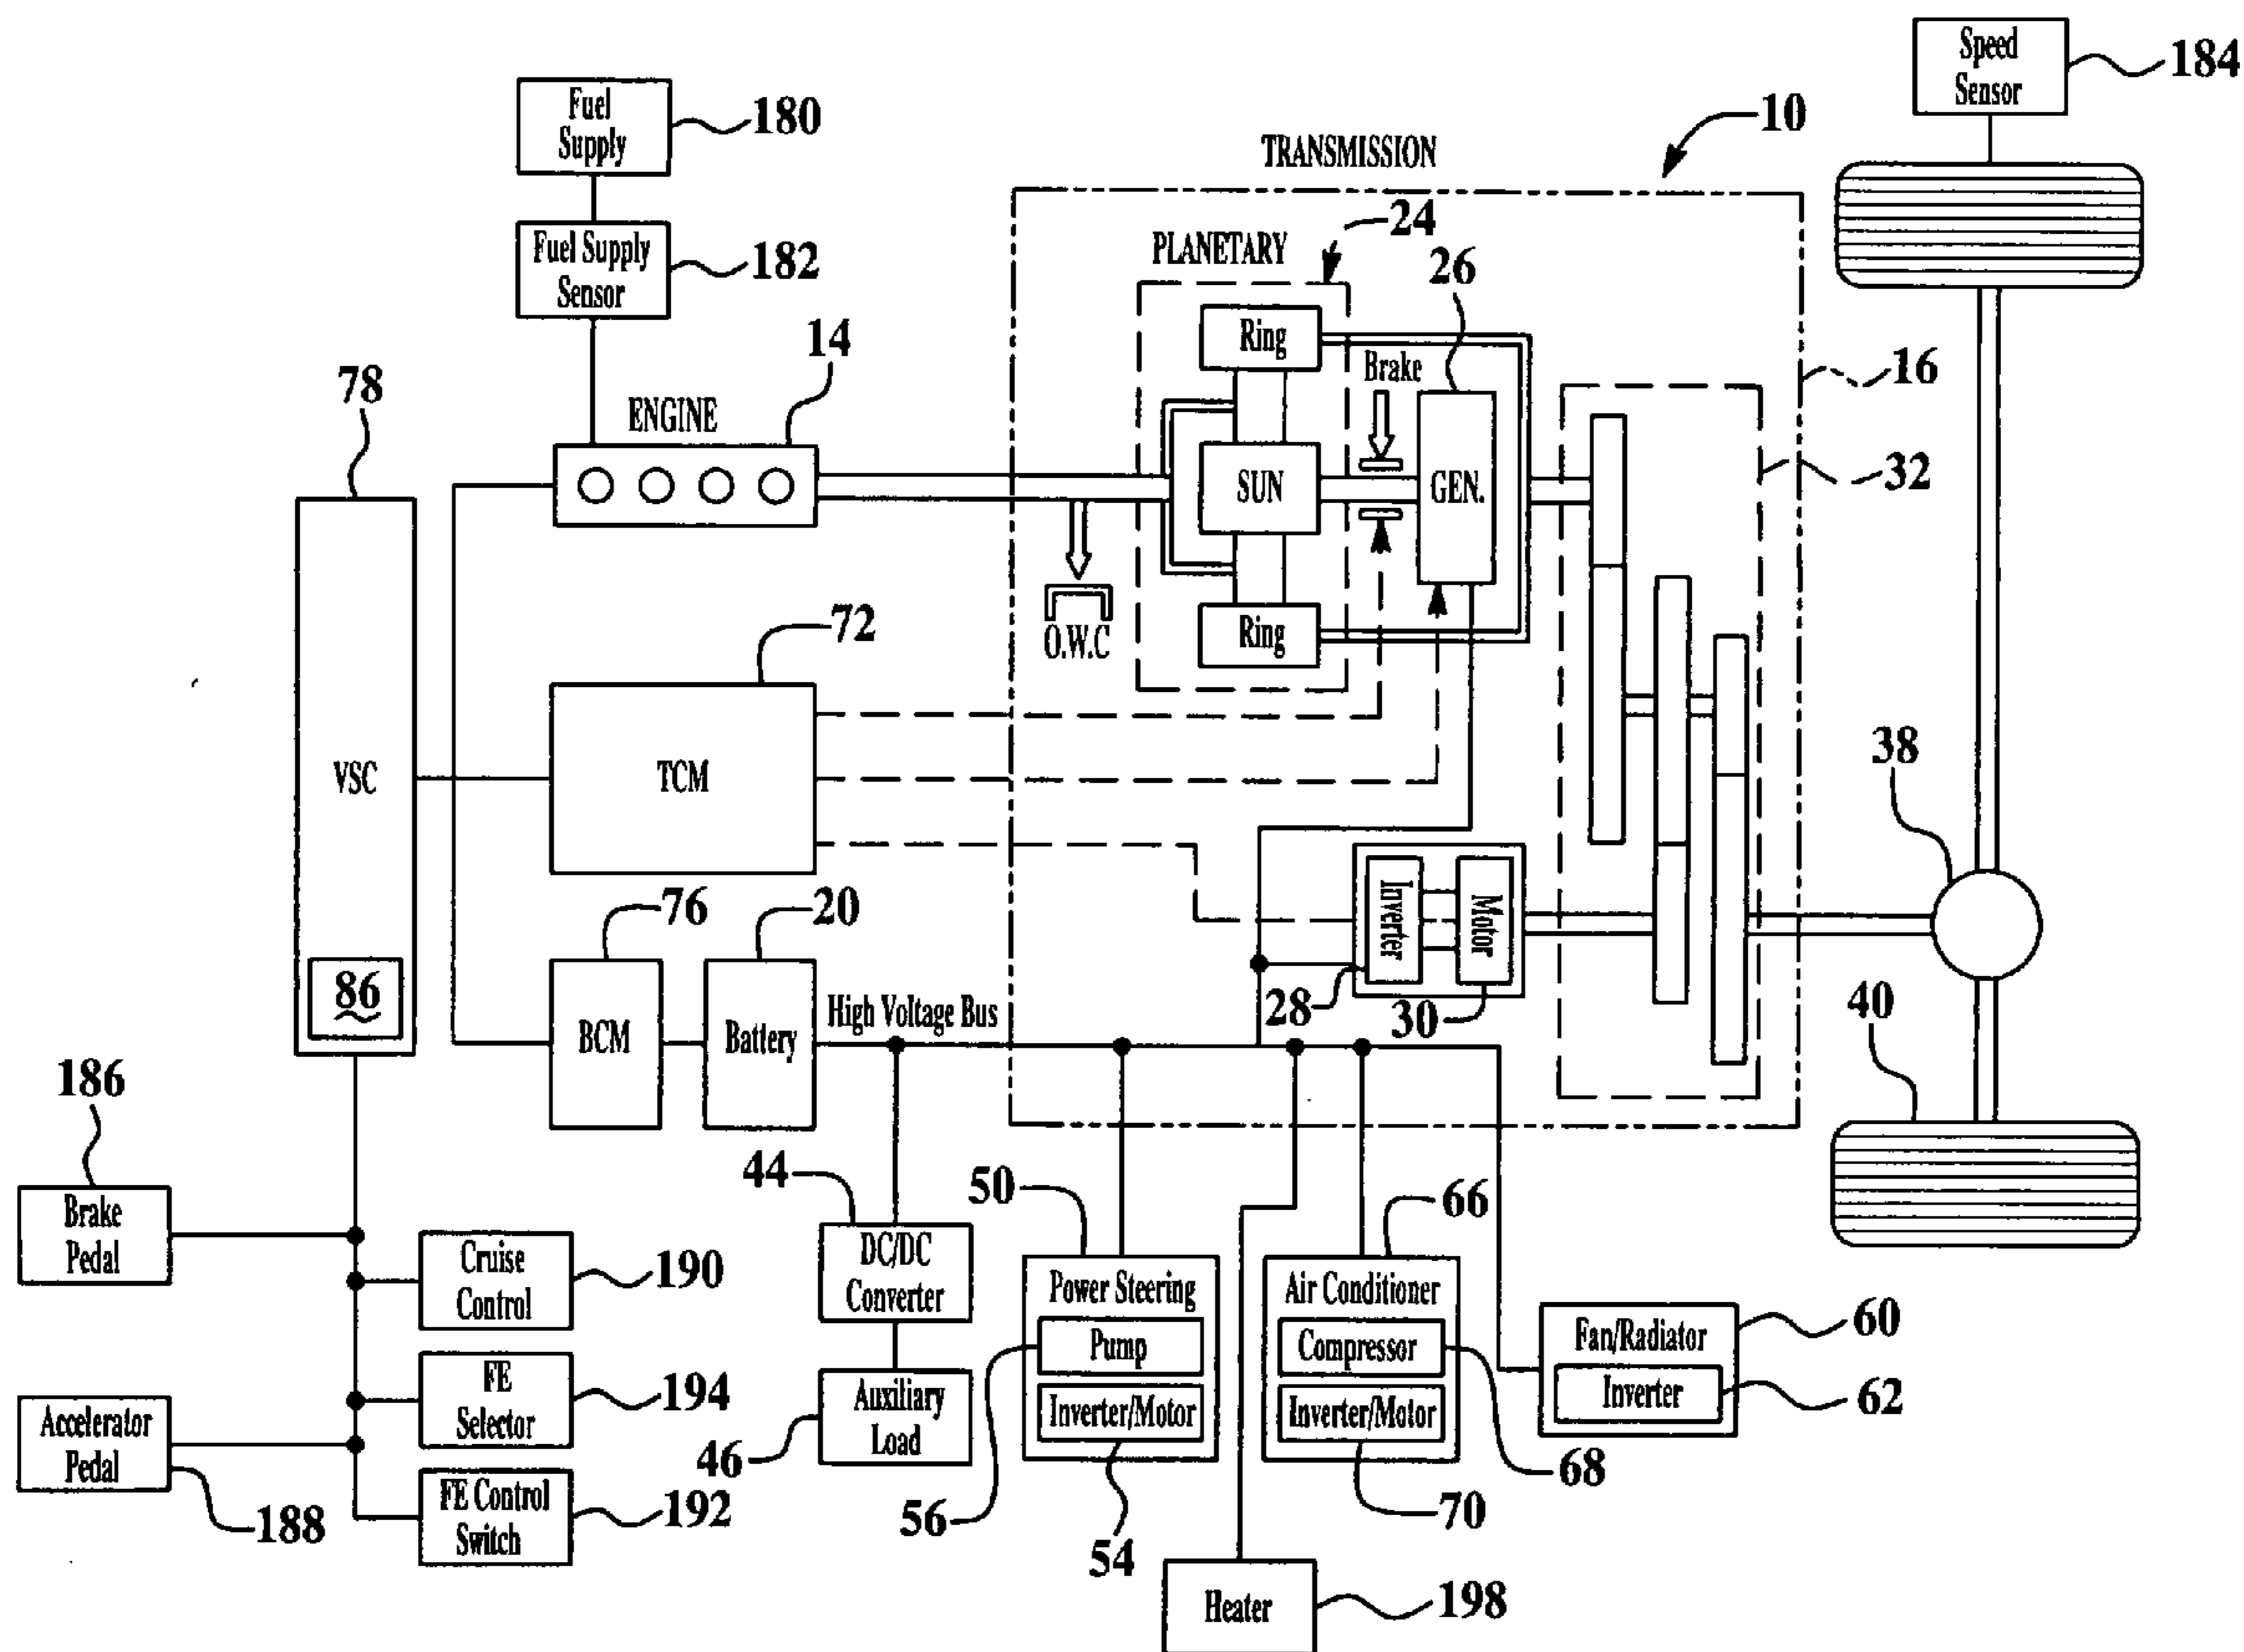 Speed
Sensor
184
Fuel
Supply
180
10
TRANSMISSION
24
Fuel Supply
Sensor
182
PLANETARY
26
14
Ring
Brake
16
78
ENGINE
SUN
GEN.
32
72
O.W.C
Ring
VSC
TCM
38
76
20
Inverter
Motor
86
28
30
40
BCM
Battery
High Voltage Bus
186
44
50
66
Brake
Pedal
Cruise
Control
190
DC/DC
Converter
Power Steering
Pump
Inverter/Motor
Air Conditioner
Compressor
Inverter/Motor
Fan/Radiator
Inverter
60
62
FE
Selector
194
Auxiliary
Load
46
Accelerator
Pedal
188
FE Control
Switch
192
56
54
68
70
Heater
198